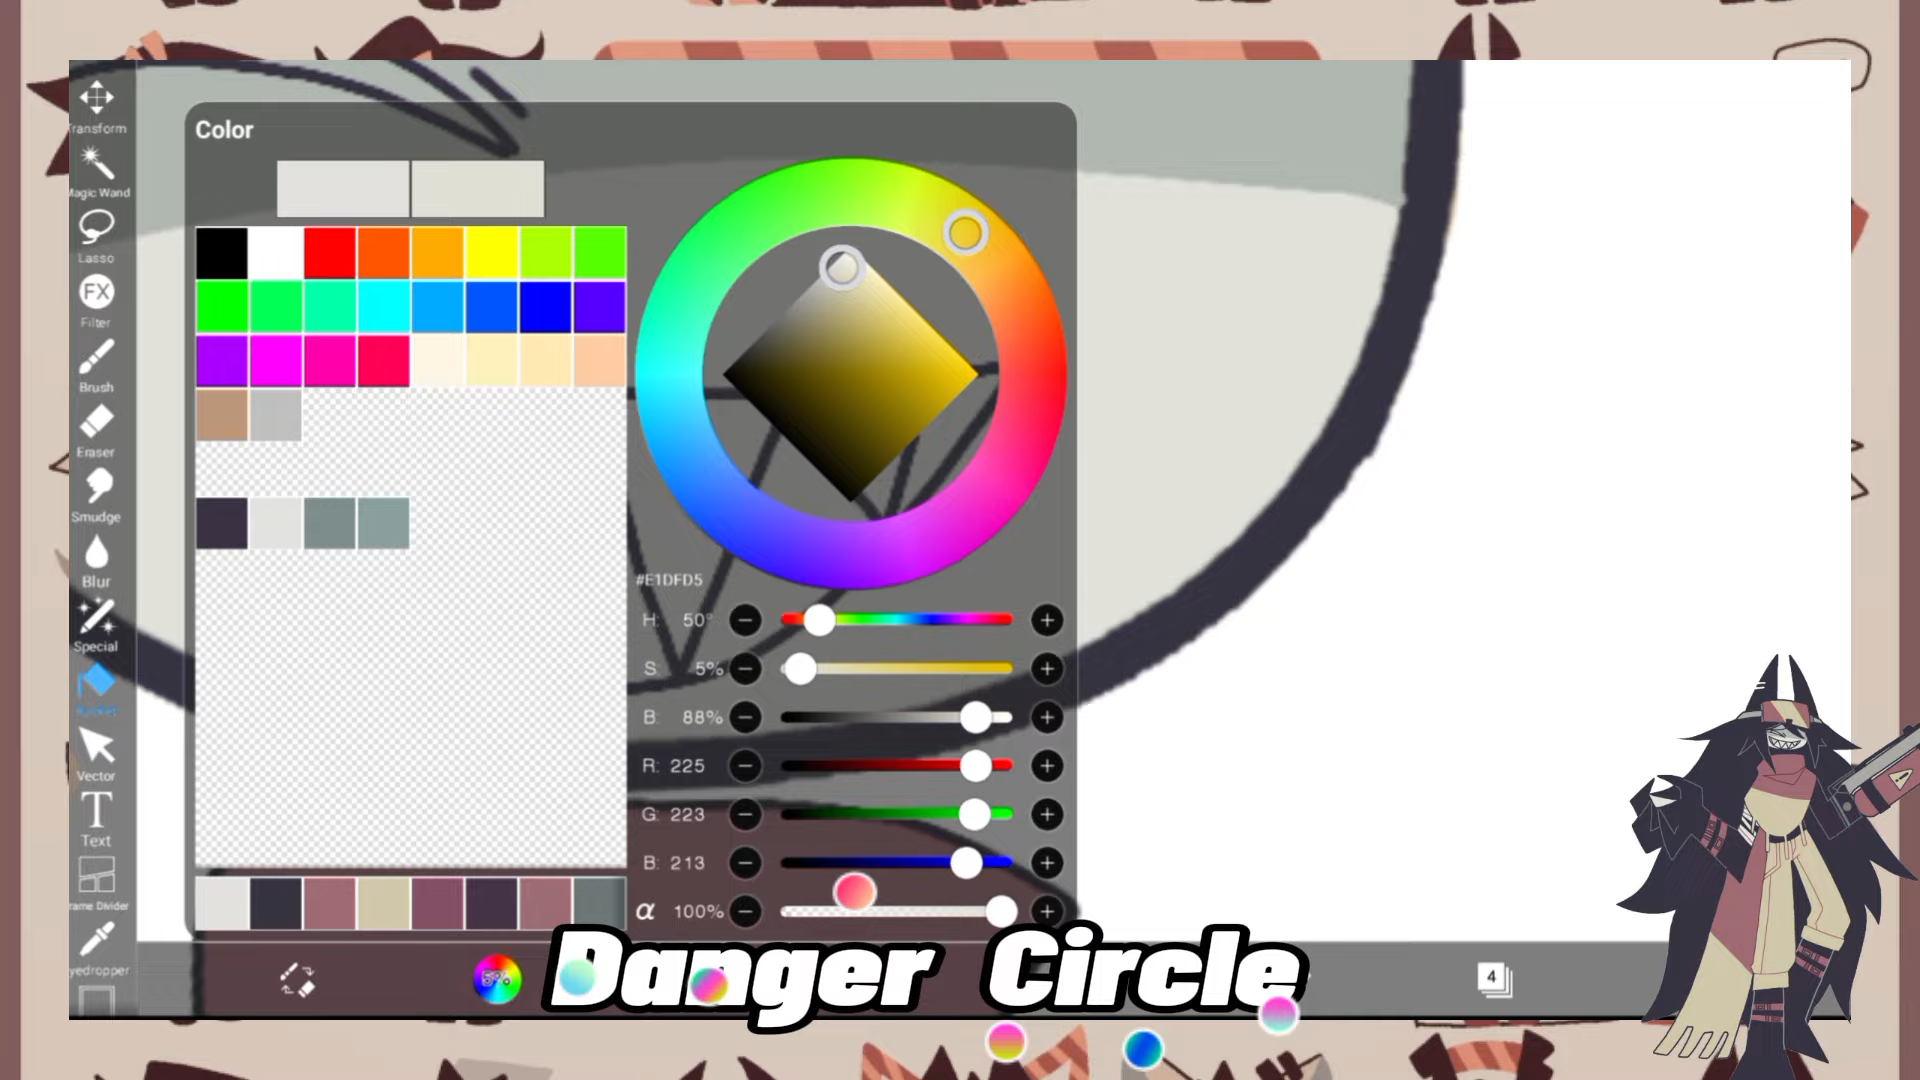 Transform
Color
Magic Wand
Lasso
FX
Filter
Brush
Eraser
Smudge
#E1DFD5
Blur
H: 50°
Special
S: 5%
B: 88%
Vector
R: 225
T
G: 223
Text
B: 213
rame Divider
α 100%
yedropper
Danger Circle
4